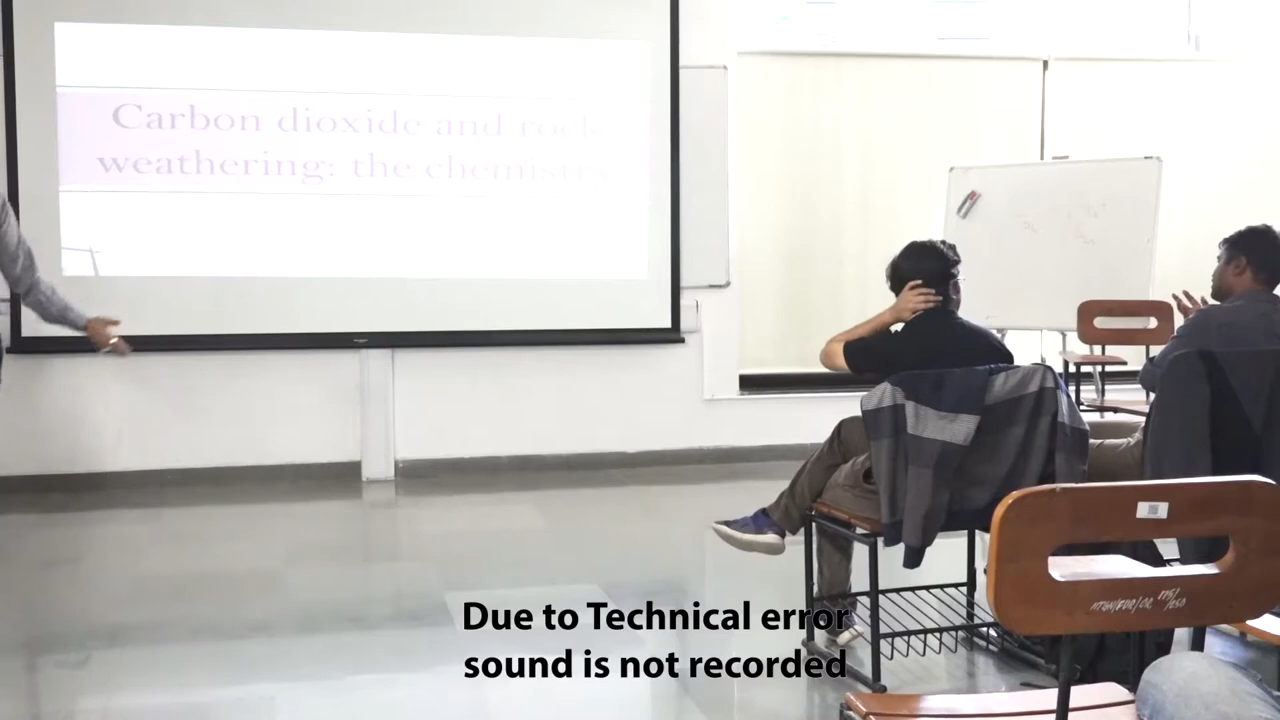 Carbon dioxide and rock
weathering: the chemistry
Due to Technical error
sound is not recorded